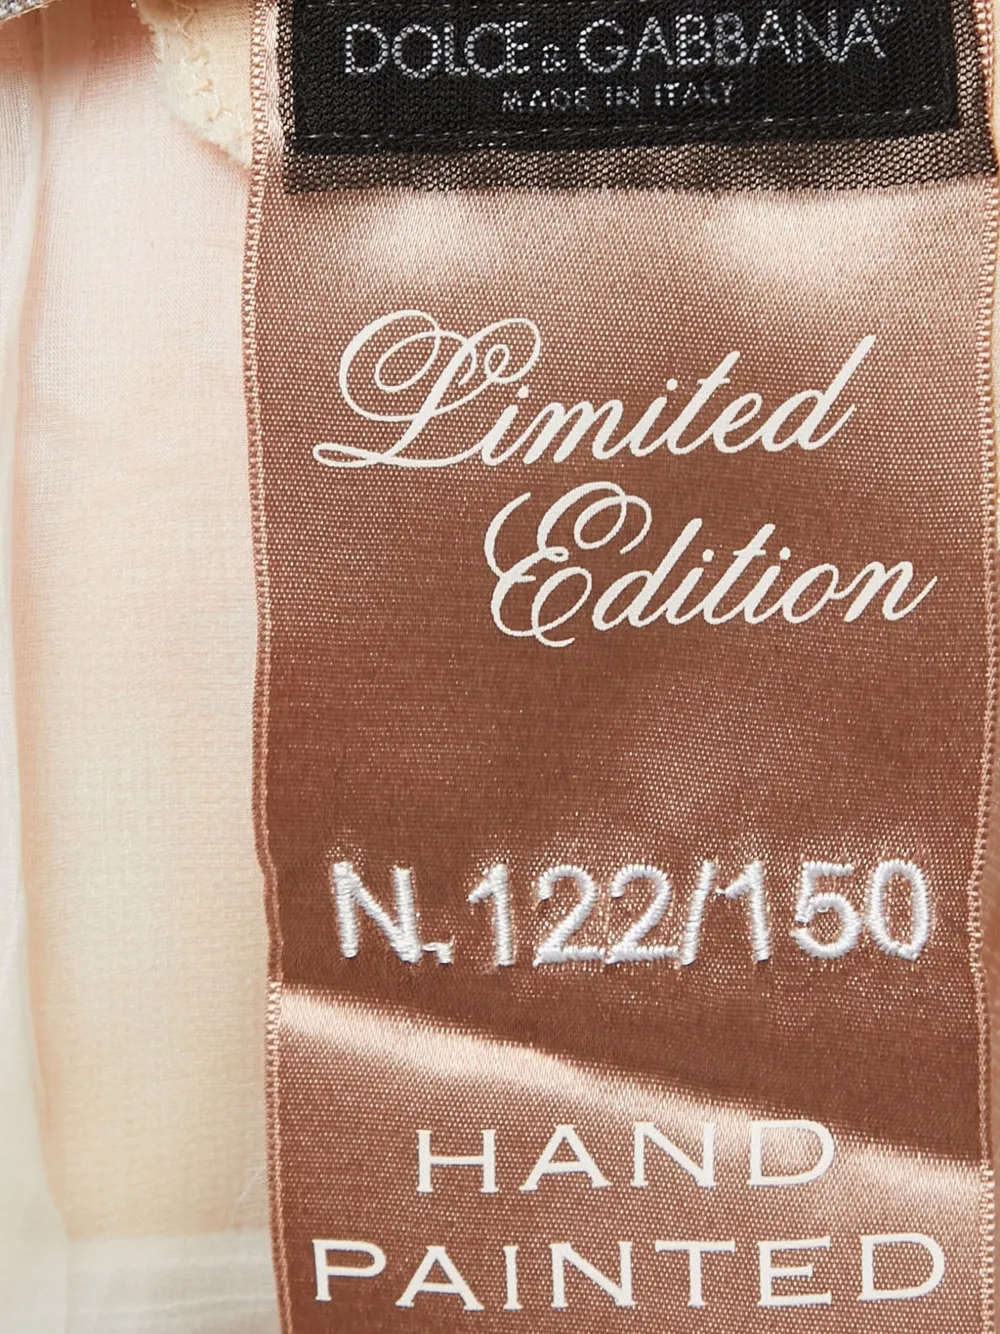 DOLCE & GABBANA®
MADE IN ITALY
Limited
Edition
N.122/150
HAND
PAINTED